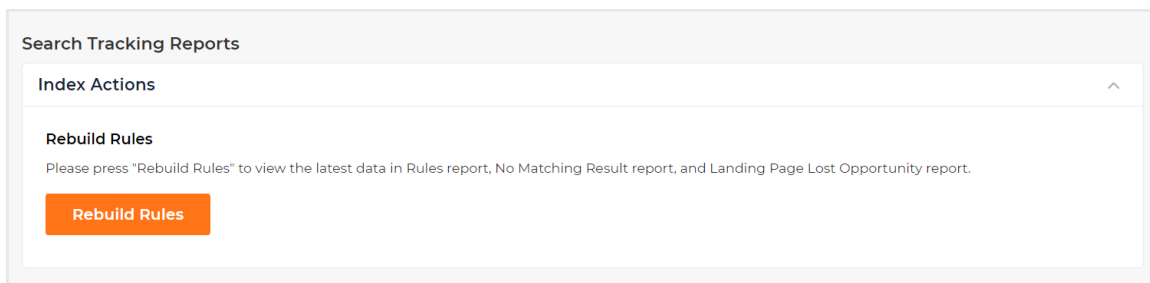 Search Tracking Reports
Index Actions
Rebuild Rules
Please press "Rebuild Rules" to view the latest data in Rules report, No Matching Result report, and Landing Page Lost Opportunity report.
Rebuild Rules